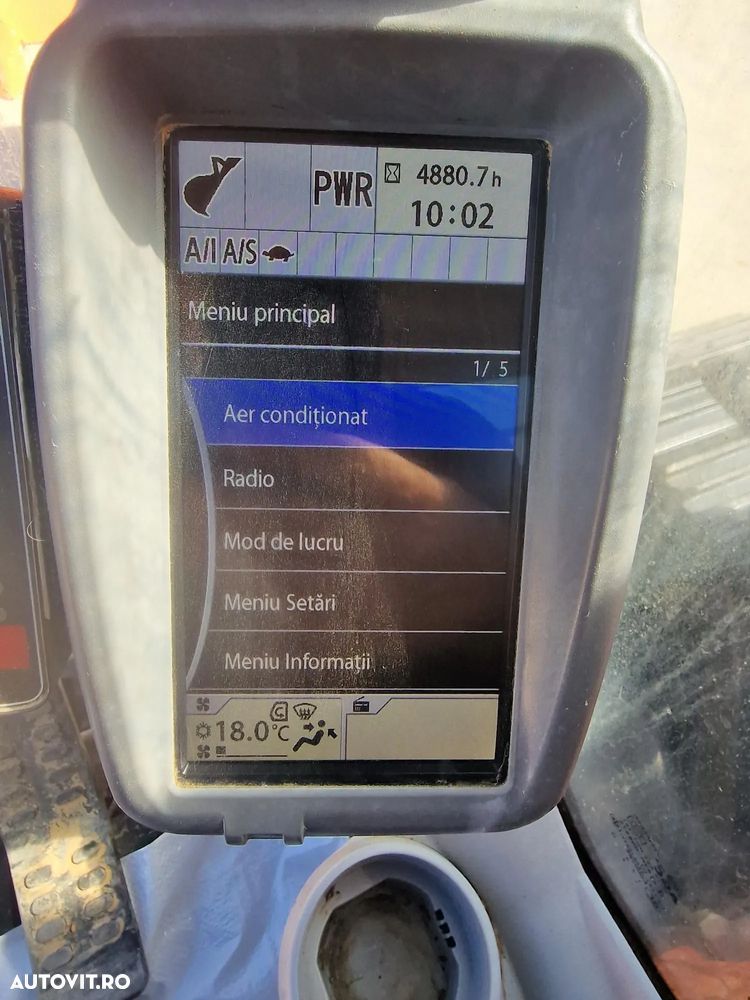 PWR
4880.7 h
10:02
A/I A/S
Meniu principal
1/ 5
Aer condiționat
Radio
Mod de lucru
Meniu Setări
Meniu Informații
18.0°C
AUTOVIT.RO